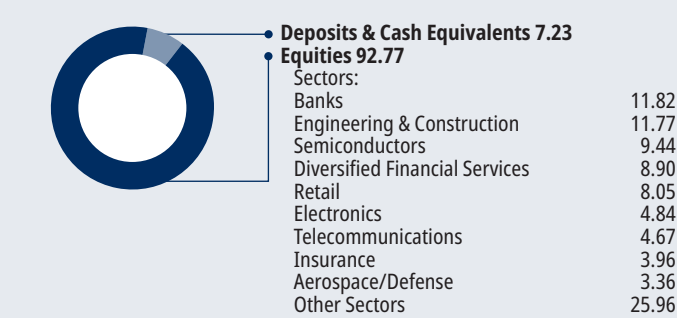 Deposits & Cash Equivalents 7.23
Equities 92.77
Sectors:
Banks 11.82
Engineering & Construction 11.77
Semiconductors 9.44
Diversified Financial Services 8.90
Retail 8.05
Electronics 4.84
Telecommunications 4.67
Insurance 3.96
Aerospace/Defense 3.36
Other Sectors 25.96